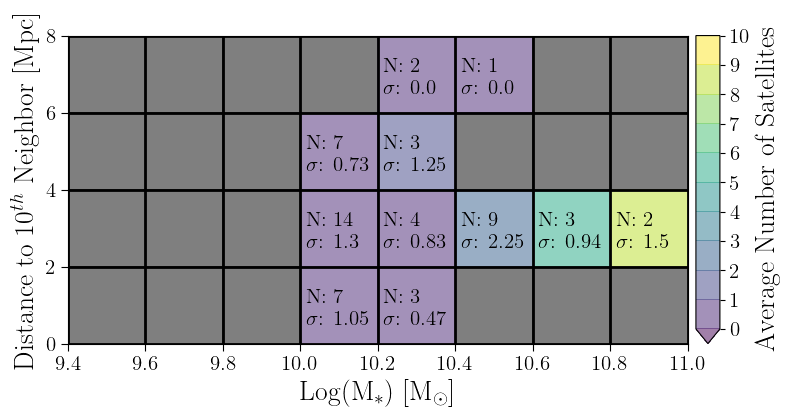 Distance to 10^th Neighbor [Mpc]
8
6
4
2
0
N: 2
σ: 0.0
N: 1
σ: 0.0
N: 7
σ: 0.73
N: 3
σ: 1.25
N: 14
σ: 1.3
N: 4
σ: 0.83
N: 9
σ: 2.25
N: 3
σ: 0.94
N: 2
σ: 1.5
N: 7
σ: 1.05
N: 3
σ: 0.47
9.4 9.6 9.8 10.0 10.2 10.4 10.6 10.8 11.0
Log(M_*) [M_⊙]
10
9
8
7
6
5
4
3
2
1
0
Average Number of Satellites